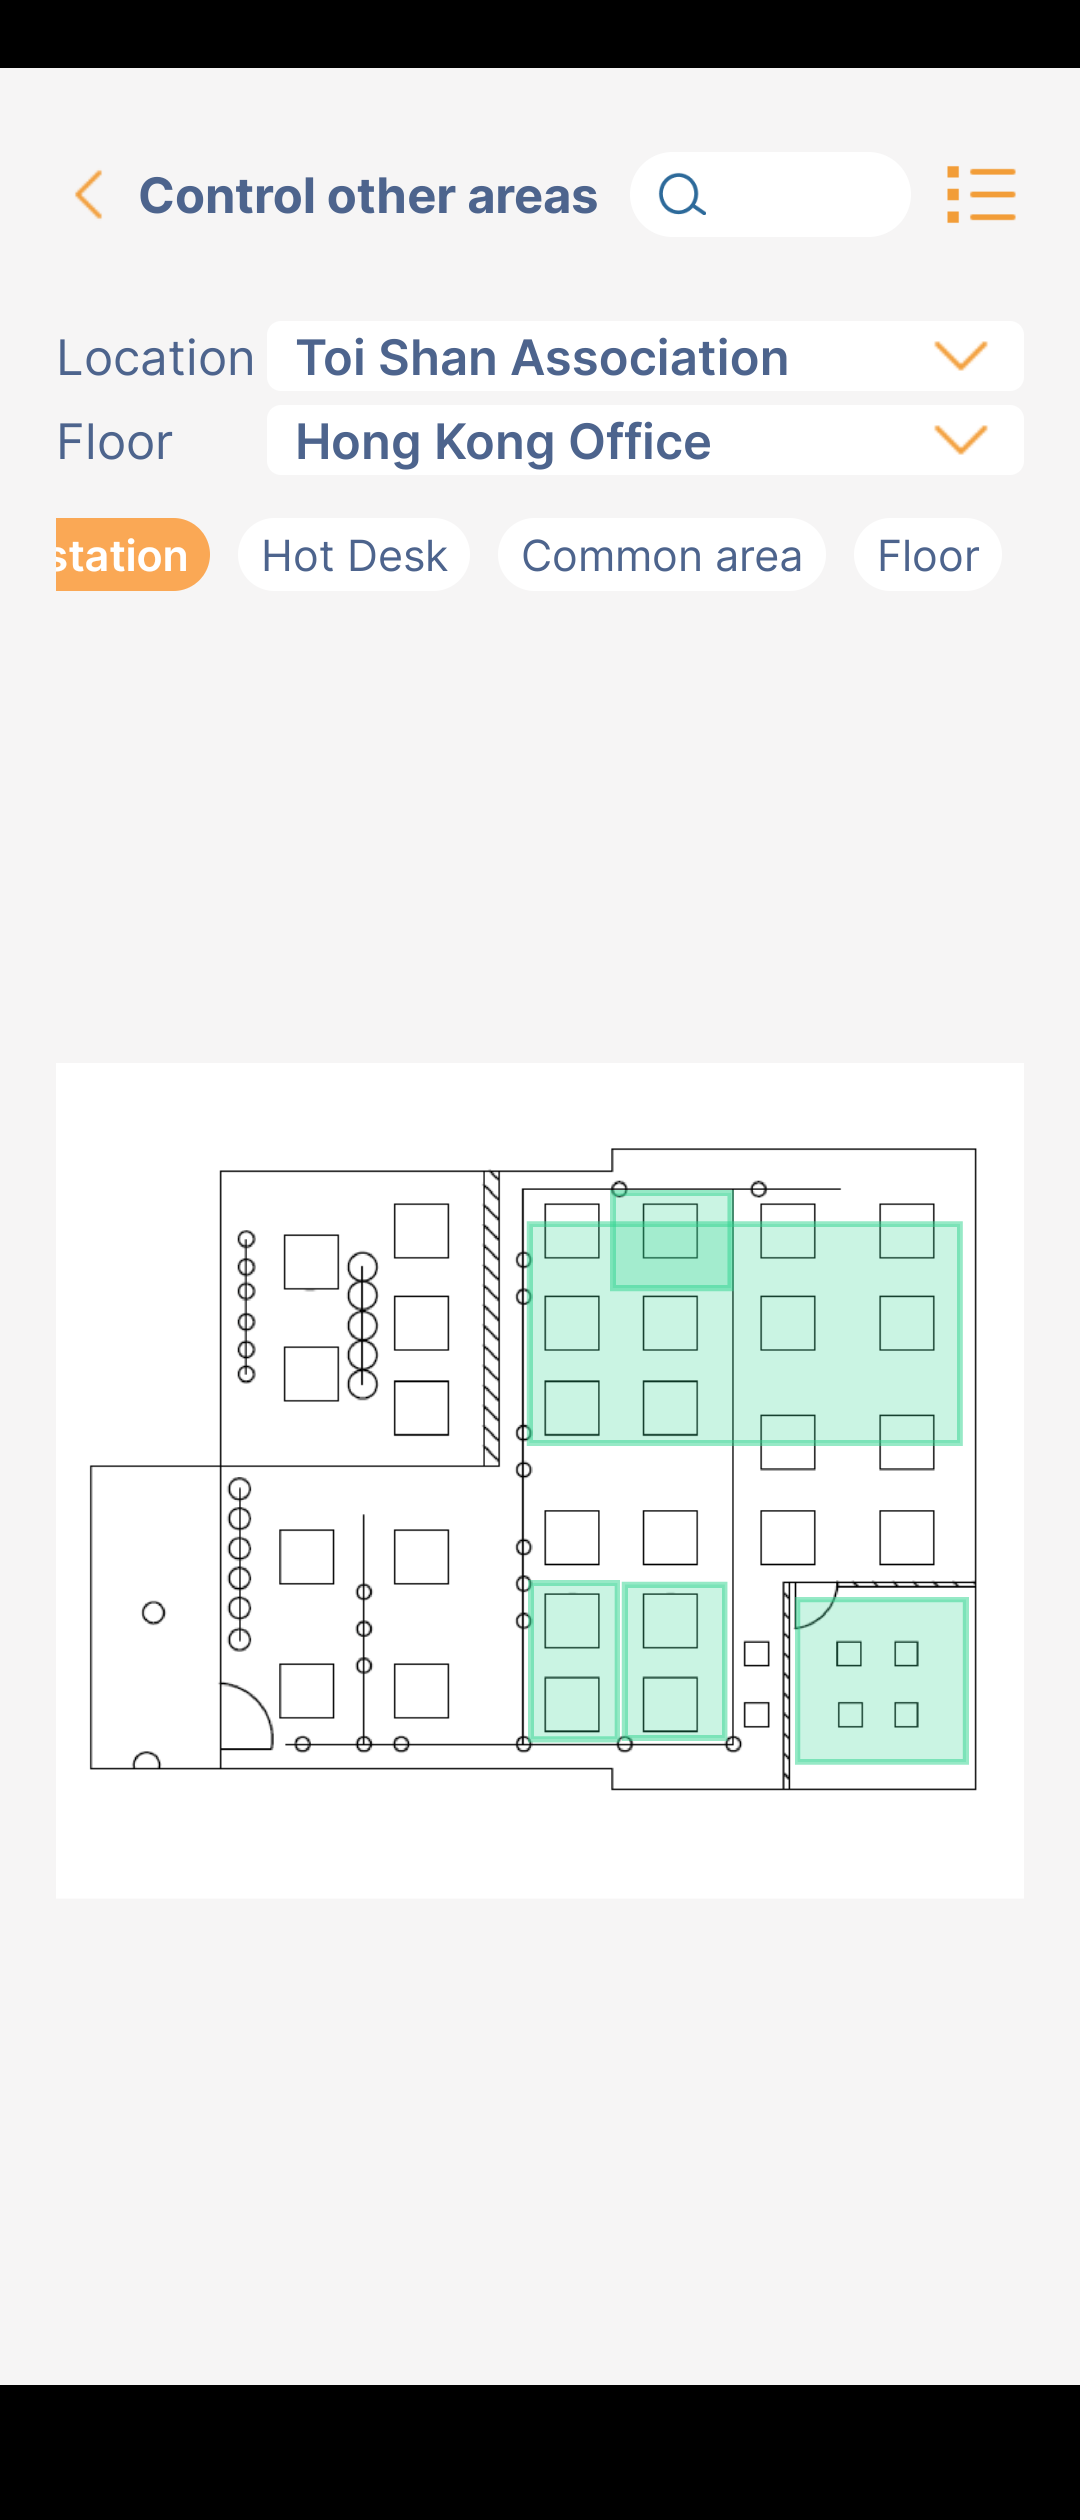 Control other areas
Location Toi Shan Association
Floor Hong Kong Office
station Hot Desk Common area Floor